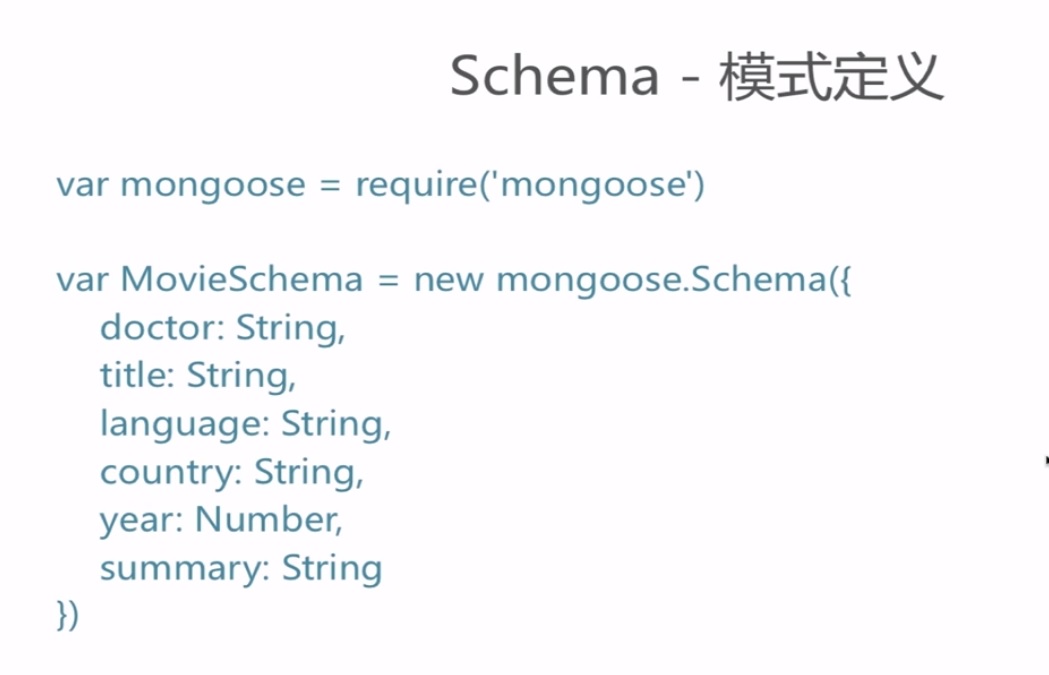 Schema - 模式定义
var mongoose = require('mongoose')
var MovieSchema = new mongoose.Schema({
doctor: String,
title: String,
language: String,
country: String,
year: Number,
summary: String
})